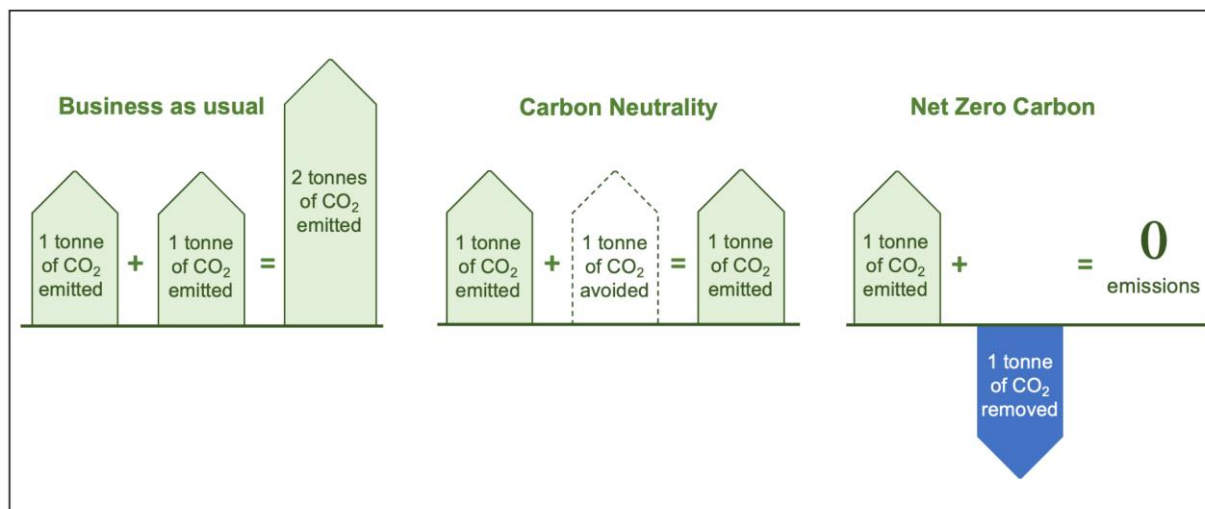 Business as usual
1 tonne
of CO₂
emitted
+
1 tonne
of CO₂
emitted
=
2 tonnes
of CO₂
emitted
Carbon Neutrality
1 tonne
of CO₂
emitted
+
1 tonne
of CO₂
avoided
=
1 tonne
of CO₂
emitted
Net Zero Carbon
1 tonne
of CO₂
emitted
+
1 tonne
of CO₂
removed
=
0
emissions